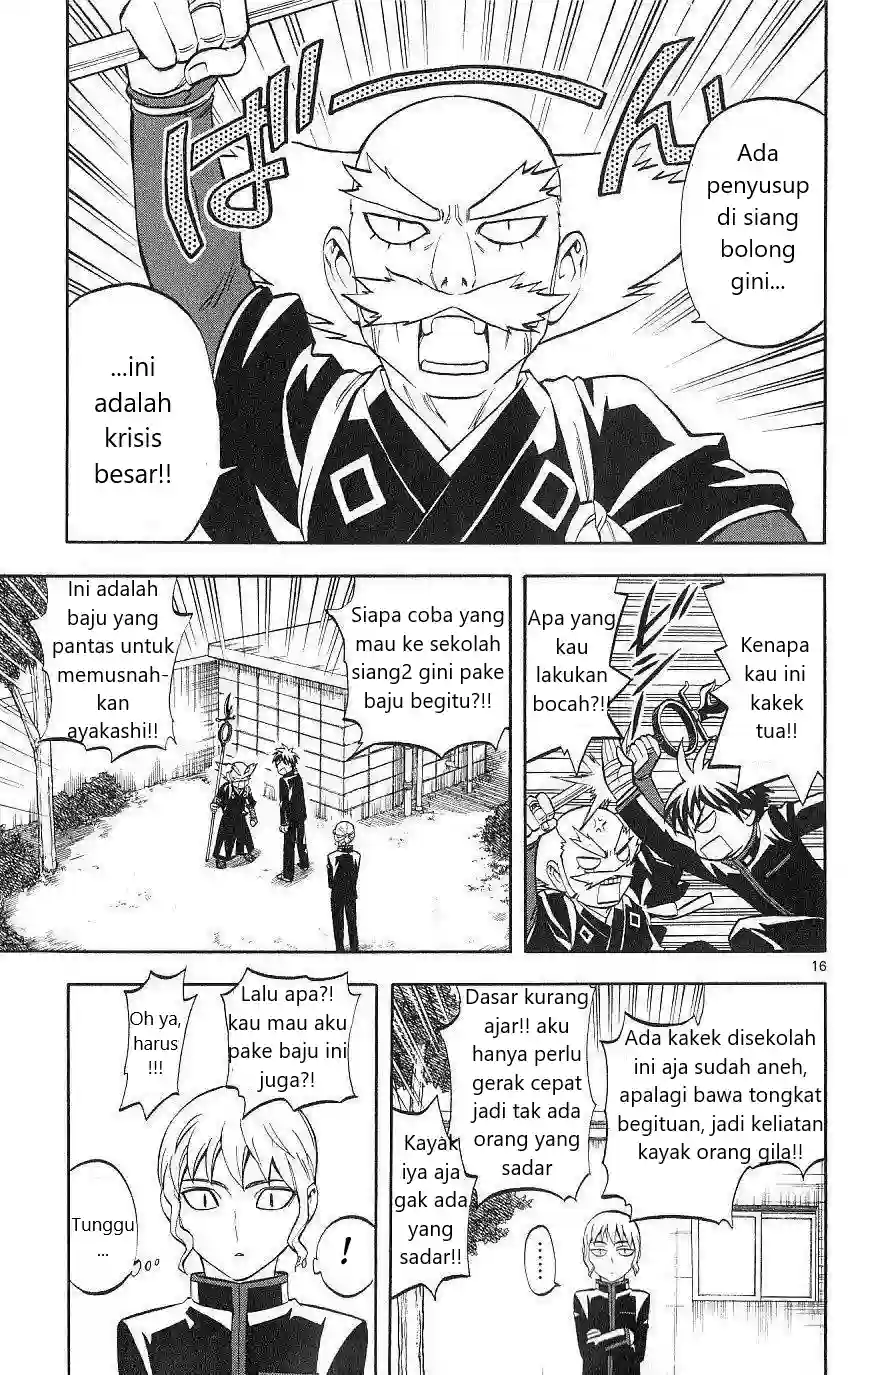 ばーん
Ada
penyusup
di siang
bolong
gini...
...ini
adalah
krisis
besar!!
Kenapa
kau ini
kakek
tua!!
Apa yang
kau
lakukan
bocah?!!
Siapa coba yang
mau ke sekolah
siang2 gini pake
baju begitu?!!
Ini adalah
baju yang
pantas untuk
memusnah-
kan
ayakashi!!
16
Ada kakek disekolah
ini aja sudah aneh,
apalagi bawa tongkat
begituan, jadi keliatan
kayak orang gila!!
Dasar kurang
ajar!! aku
hanya perlu
gerak cepat
jadi tak ada
orang yang
sadar
Kayak
iya aja
gak ada
yang
sadar!!
......
Lalu apa?!
kau mau aku
pake baju ini
juga?!
Oh ya,
harus
!!!
!
Tunggu
...